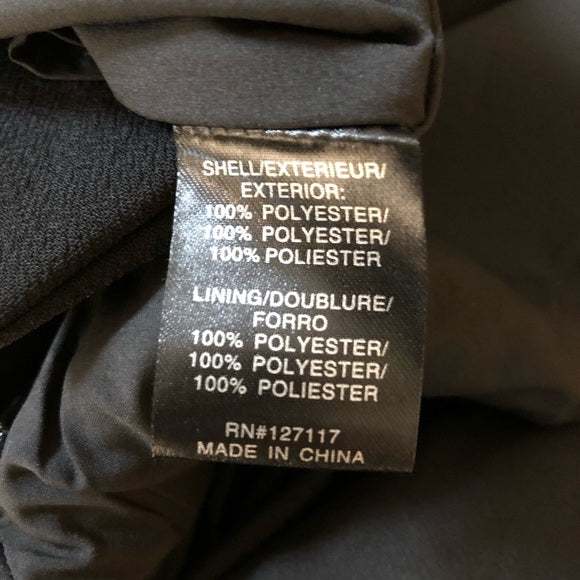 SHELL/EXTERIEUR/
EXTERIOR:
100% POLYESTER/
100% POLYESTER/
100% POLIESTER
LINING/DOUBLURE/
FORRO
100% POLYESTER/
100% POLYESTER/
100% POLIESTER
RN#127117
MADE IN CHINA